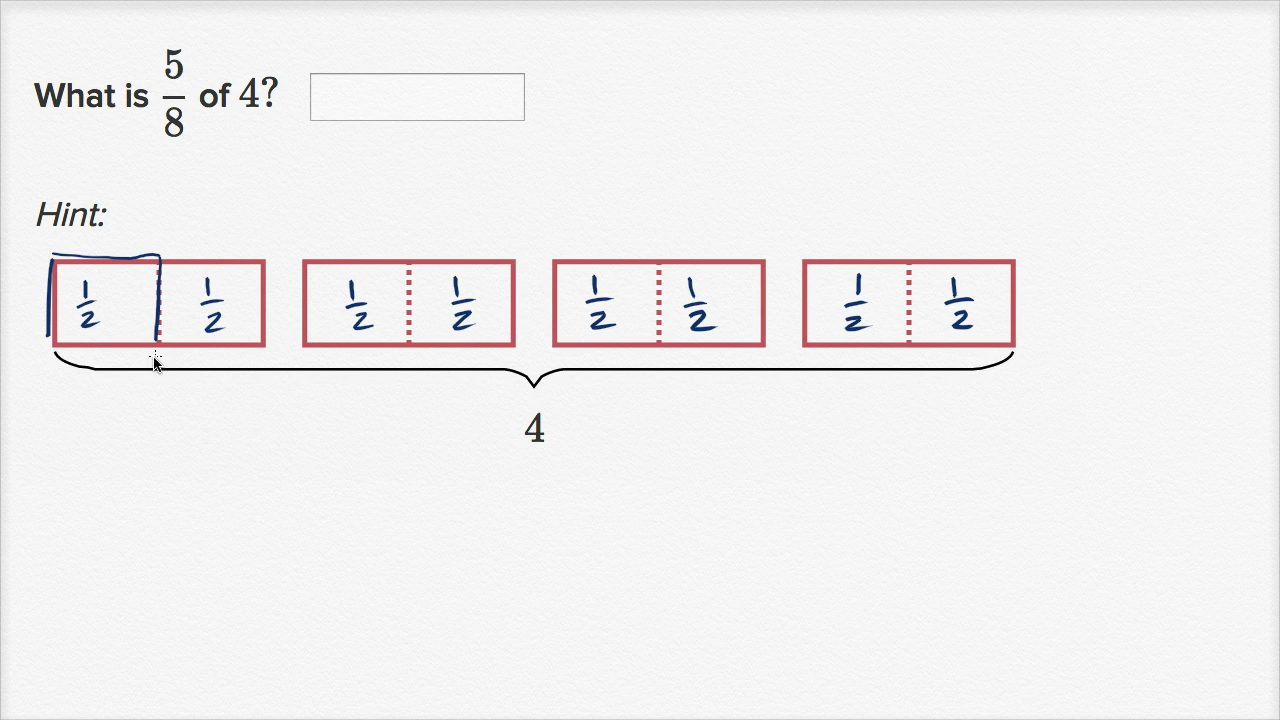 What is 5/8 of 4?
Hint:
1/2 1/2 1/2 1/2 1/2 1/2 1/2 1/2
4